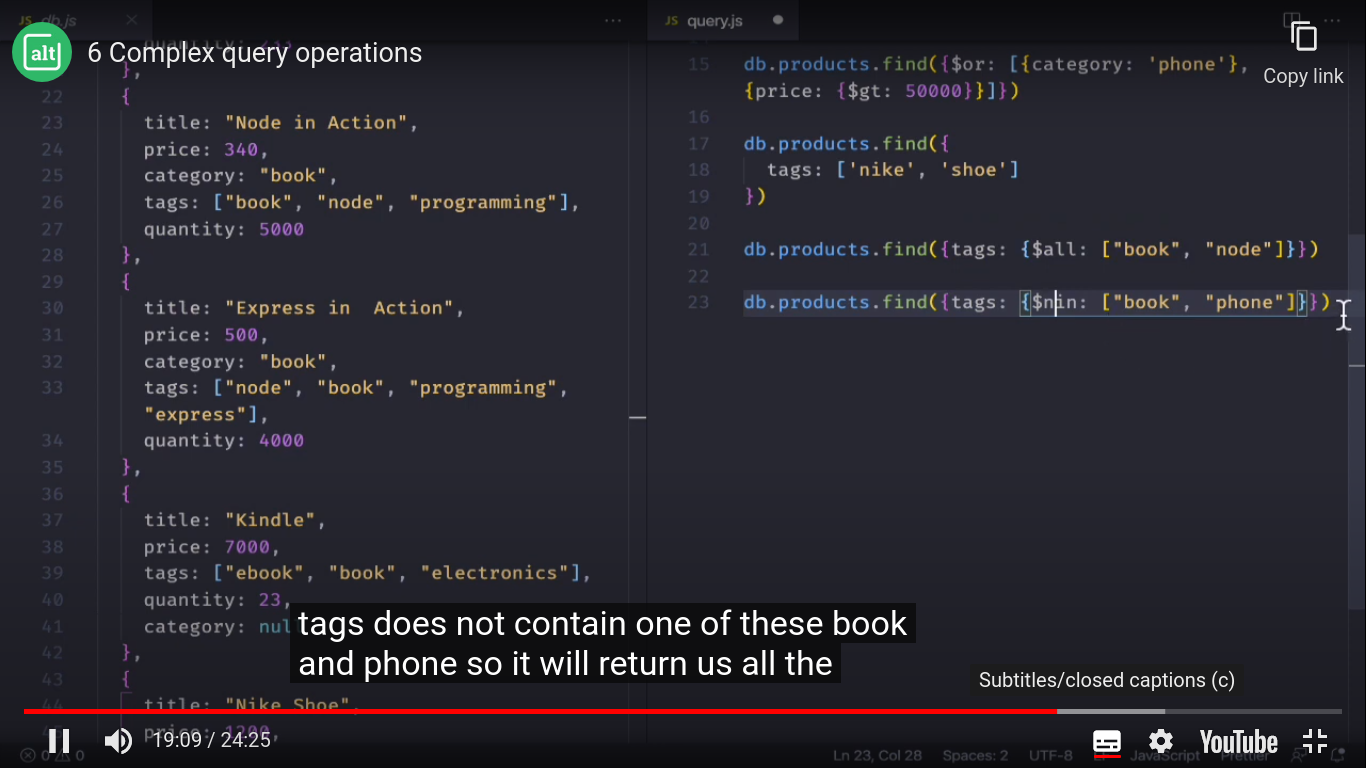 JS db.js
JS query.js
alt
6 Complex query operations
Copy link
},
22 {
23 title: "Node in Action",
24 price: 340,
25 category: "book",
26 tags: ["book", "node", "programming"],
27 quantity: 5000
28 },
29 {
30 title: "Express in  Action",
31 price: 500,
32 category: "book",
33 tags: ["node", "book", "programming",
"express"],
34 quantity: 4000
35 },
36 {
37 title: "Kindle",
38 price: 7000,
39 tags: ["ebook", "book", "electronics"],
40 quantity: 23,
41 category: nul
42 },
43 {
44 title: "Nike Shoe",
price: 1200,
15 db.products.find({$or: [{category: 'phone'},
{price: {$gt: 50000}}]})
16
17 db.products.find({
18 tags: ['nike', 'shoe']
19 })
20
21 db.products.find({tags: {$all: ["book", "node"]}})
22
23 db.products.find({tags: {$nin: ["book", "phone"]}})
tags does not contain one of these book
and phone so it will return us all the
Subtitles/closed captions (c)
19:09 / 24:25
YouTube
0 0
Ln 23, Col 28 Spaces: 2 UTF-8 LF JavaScript Prettier